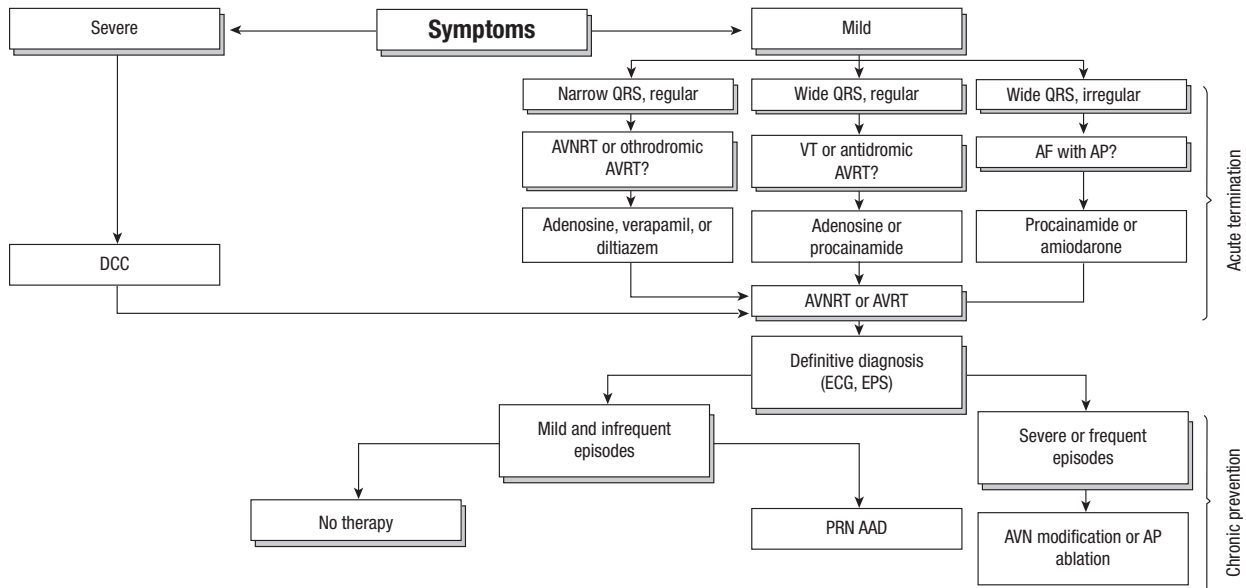 Symptoms
Severe
Mild
Narrow QRS, regular
Wide QRS, regular
Wide QRS, irregular
AVNRT or othrodromic
AVRT?
VT or antidromic
AVRT?
AF with AP?
Adenosine, verapamil, or
diltiazem
Adenosine or
procainamide
Procainamide or
amiodarone
DCC
AVNRT or AVRT
Acute termination
Definitive diagnosis
(ECG, EPS)
Mild and infrequent
episodes
Severe or frequent
episodes
No therapy
PRN AAD
AVN modification or AP
ablation
Chronic prevention